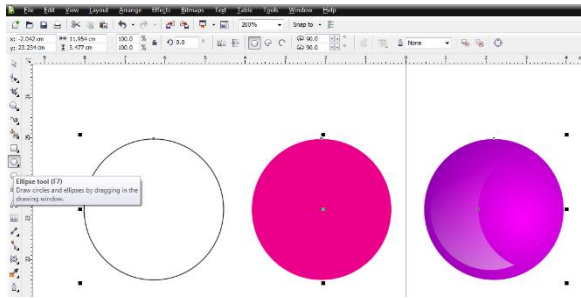 File Edit View Layout Arrange Effects Bitmaps Text Table Tools Window Help
200% Snap to
x: -2.042 cm 11.954 cm 100.0 % 0.0 ° None 90.0
y: 23.234 cm 3.477 cm 100.0 % 90.0
Ellipse tool (F7)
Draw circles and ellipses by dragging in the
drawing window.